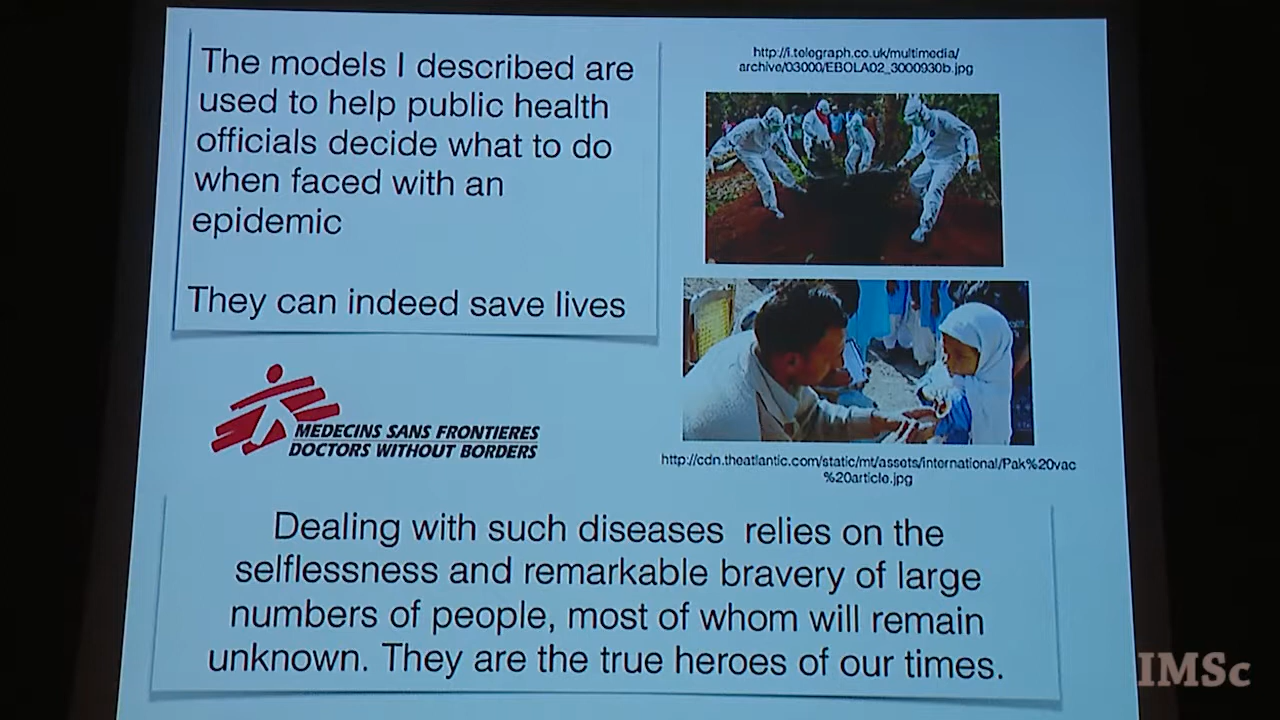 The models I described are
used to help public health
officials decide what to do
when faced with an
epidemic
They can indeed save lives
http://i.telegraph.co.uk/multimedia/
archive/03000/EBOLA02_3000930b.jpg
MEDECINS SANS FRONTIERES
DOCTORS WITHOUT BORDERS
http://cdn.theatlantic.com/static/mt/assets/international/Pak%20vac
%20article.jpg
Dealing with such diseases relies on the
selflessness and remarkable bravery of large
numbers of people, most of whom will remain
unknown. They are the true heroes of our times.
IMSc